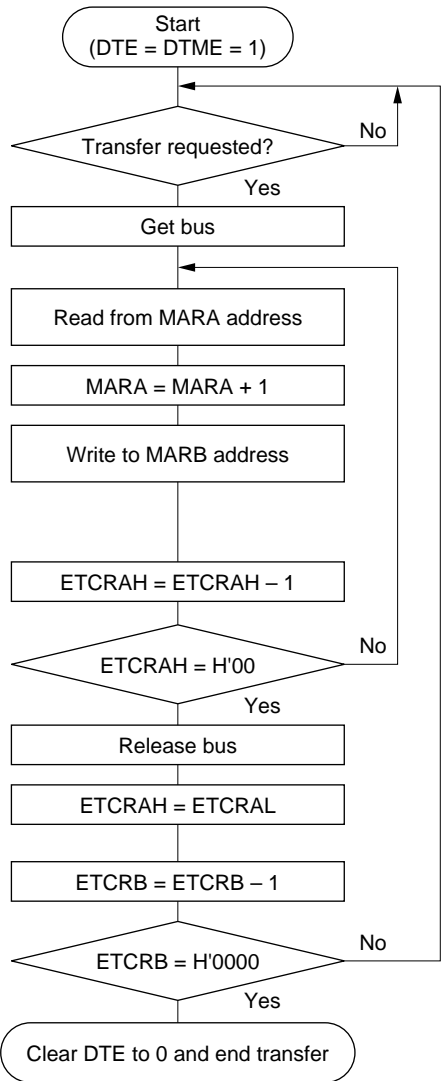 Start
(DTE = DTME = 1)
Transfer requested?
No
Yes
Get bus
Read from MARA address
MARA = MARA + 1
Write to MARB address
ETCRAH = ETCRAH – 1
ETCRAH = H'00
No
Yes
Release bus
ETCRAH = ETCRAL
ETCRB = ETCRB – 1
ETCRB = H'0000
No
Yes
Clear DTE to 0 and end transfer